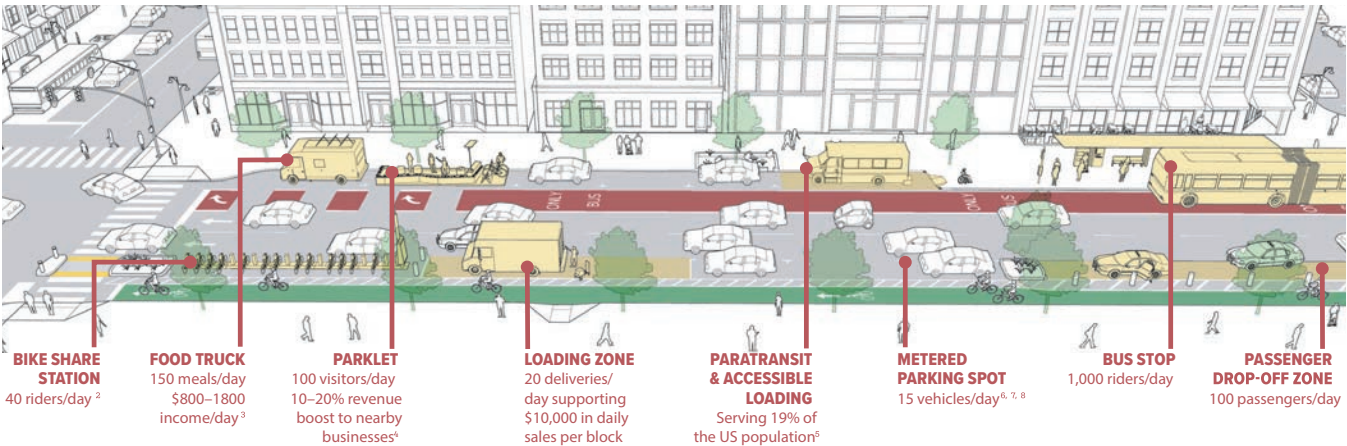 ONLY
BUS
ONLY
BUS
BIKE SHARE
STATION
40 riders/day 2
FOOD TRUCK
150 meals/day
$800–1800
income/day3
PARKLET
100 visitors/day
10–20% revenue
boost to nearby
businesses4
LOADING ZONE
20 deliveries/
day supporting
$10,000 in daily
sales per block
PARATRANSIT
& ACCESSIBLE
LOADING
Serving 19% of
the US population5
METERED
PARKING SPOT
15 vehicles/day6, 7, 8
BUS STOP
1,000 riders/day
PASSENGER
DROP-OFF ZONE
100 passengers/day